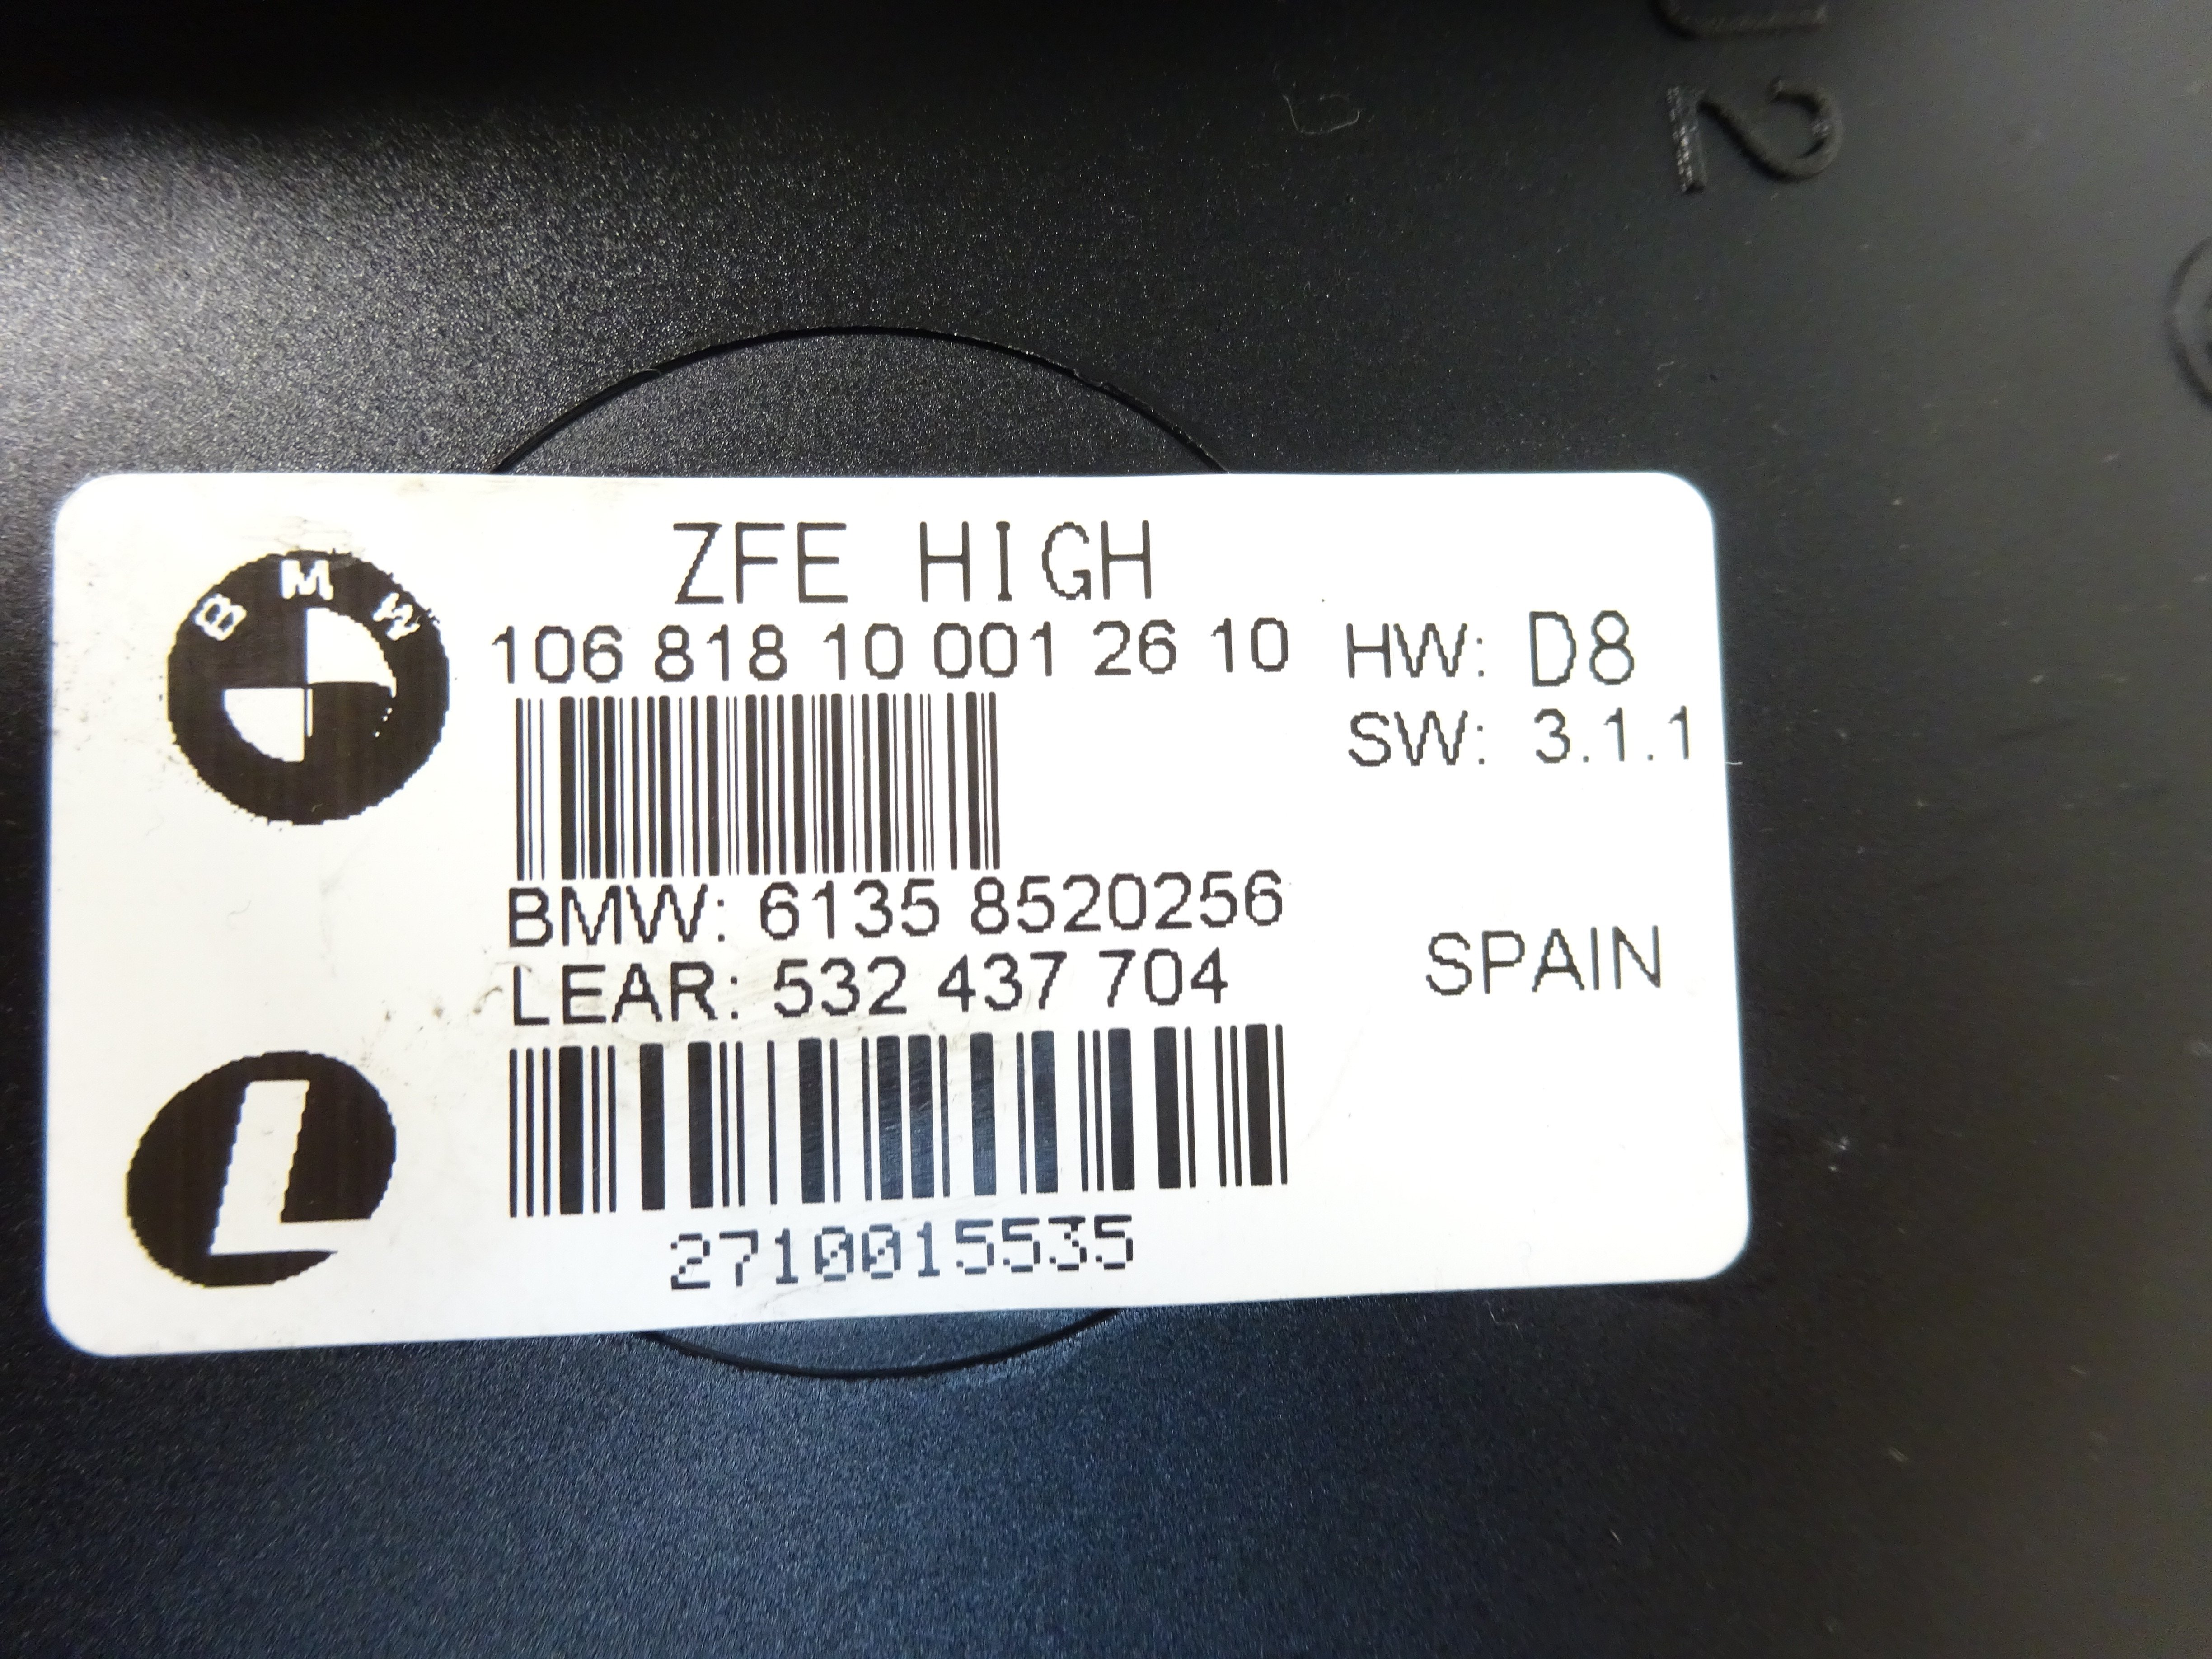 2
ZFE HIGH
BMW
106 818 10 001 26 10 HW: D8
SW: 3.1.1
BMW: 6135 8520256
LEAR: 532 437 704
SPAIN
L
2710015535